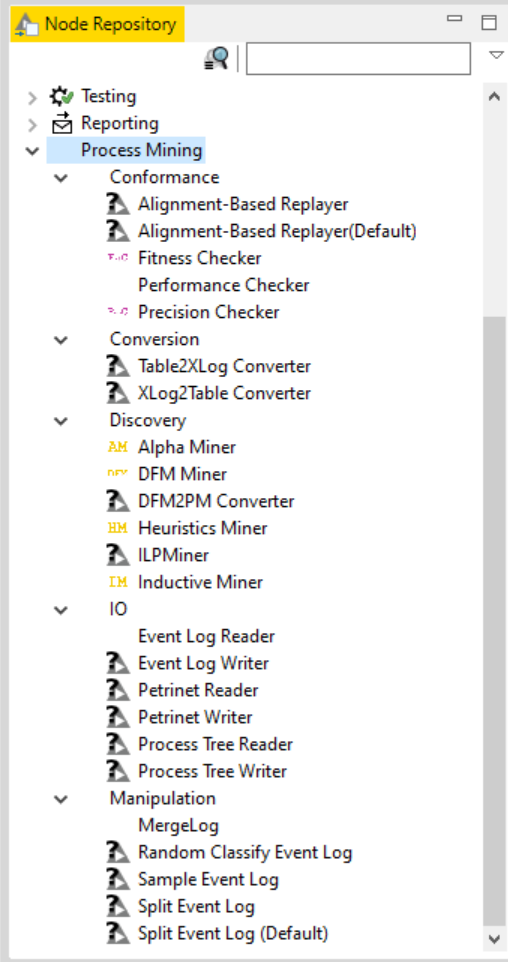 Node Repository
Testing
Reporting
Process Mining
Conformance
Alignment-Based Replayer
Alignment-Based Replayer(Default)
Fitness Checker
Performance Checker
Precision Checker
Conversion
Table2XLog Converter
XLog2Table Converter
Discovery
AM Alpha Miner
DFM Miner
DFM2PM Converter
HM Heuristics Miner
ILPMiner
IM Inductive Miner
IO
Event Log Reader
Event Log Writer
Petrinet Reader
Petrinet Writer
Process Tree Reader
Process Tree Writer
Manipulation
MergeLog
Random Classify Event Log
Sample Event Log
Split Event Log
Split Event Log (Default)